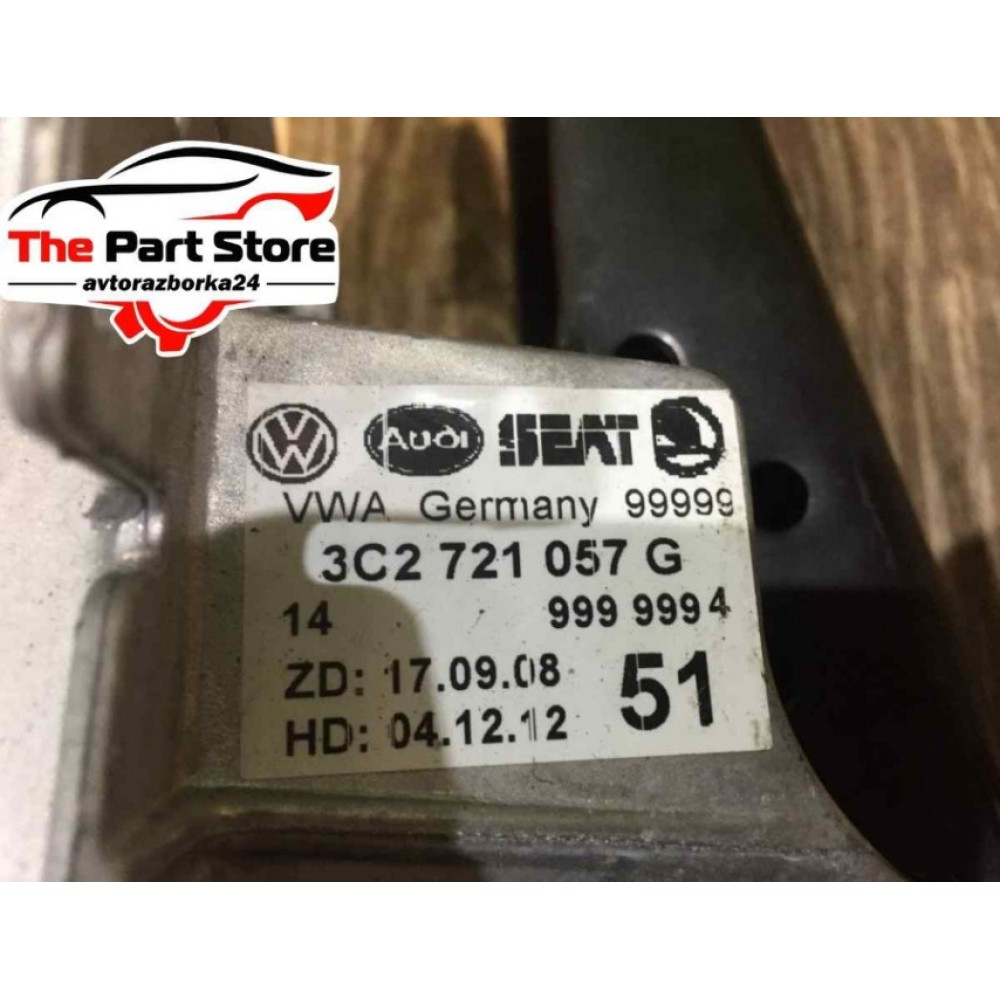 The Part Store
avtorazborka24
VW AUDI SEAT
VWA Germany 99999
3C2 721 057 G
14 999 9994
ZD: 17.09.08 51
HD: 04.12.12